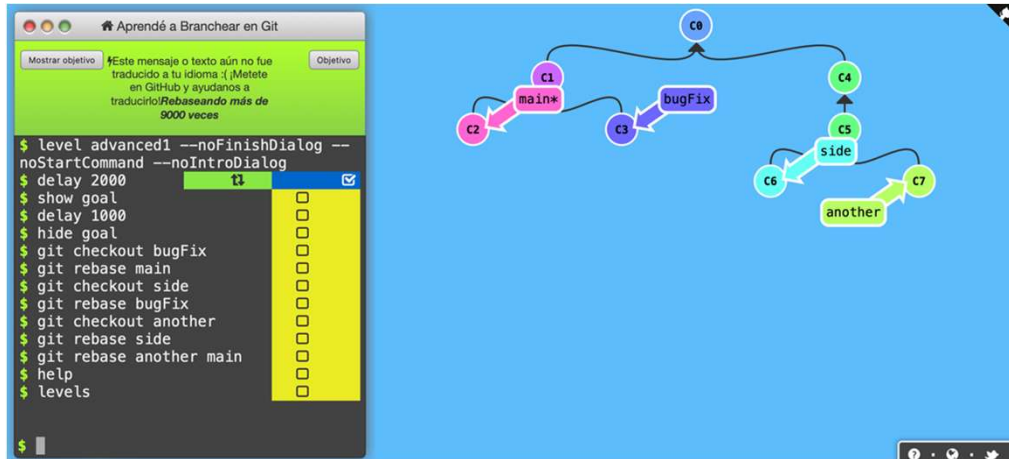 Aprendé a Branchear en Git
Mostrar objetivo
Este mensaje o texto aún no fue
traducido a tu idioma :( ¡Metete
en GitHub y ayudanos a
traducirlo!Rebaseando más de
9000 veces
Objetivo
$ level advanced1 --noFinishDialog --
noStartCommand --noIntroDialog
$ delay 2000
$ show goal
$ delay 1000
$ hide goal
$ git checkout bugFix
$ git rebase main
$ git checkout side
$ git rebase bugFix
$ git checkout another
$ git rebase side
$ git rebase another main
$ help
$ levels
$
C0
C1
C4
main*
bugFix
C2
C3
C5
side
C6
C7
another